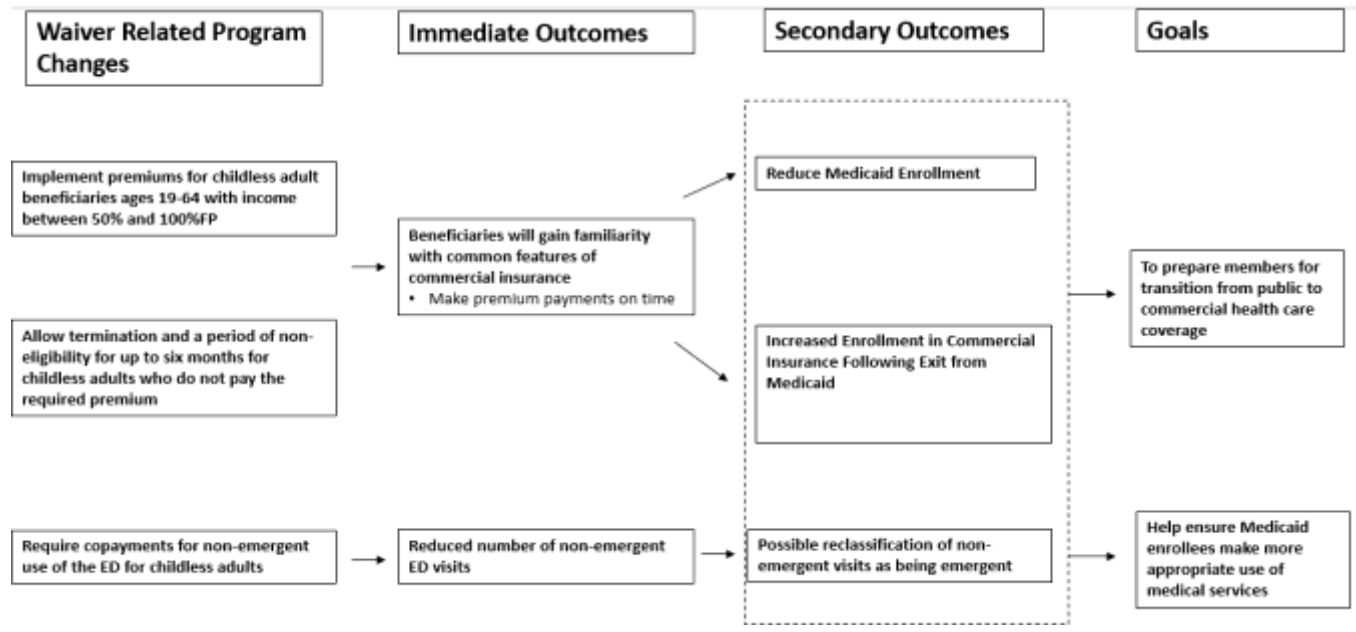 Waiver Related Program
Changes
Immediate Outcomes
Secondary Outcomes
Goals
Implement premiums for childless adult
beneficiaries ages 19-64 with income
between 50% and 100%FP
Allow termination and a period of non-
eligibility for up to six months for
childless adults who do not pay the
required premium
Require copayments for non-emergent
use of the ED for childless adults
Beneficiaries will gain familiarity
with common features of
commercial insurance
• Make premium payments on time
Reduced number of non-emergent
ED visits
Reduce Medicaid Enrollment
Increased Enrollment in Commercial
Insurance Following Exit from
Medicaid
Possible reclassification of non-
emergent visits as being emergent
To prepare members for
transition from public to
commercial health care
coverage
Help ensure Medicaid
enrollees make more
appropriate use of
medical services